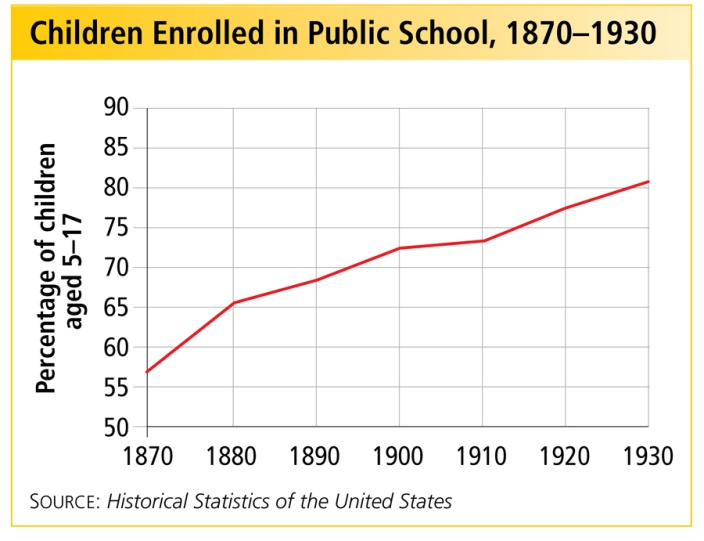 Children Enrolled in Public School, 1870–1930
Percentage of children
aged 5–17
90
85
80
75
70
65
60
55
50
1870 1880 1890 1900 1910 1920 1930
SOURCE: Historical Statistics of the United States